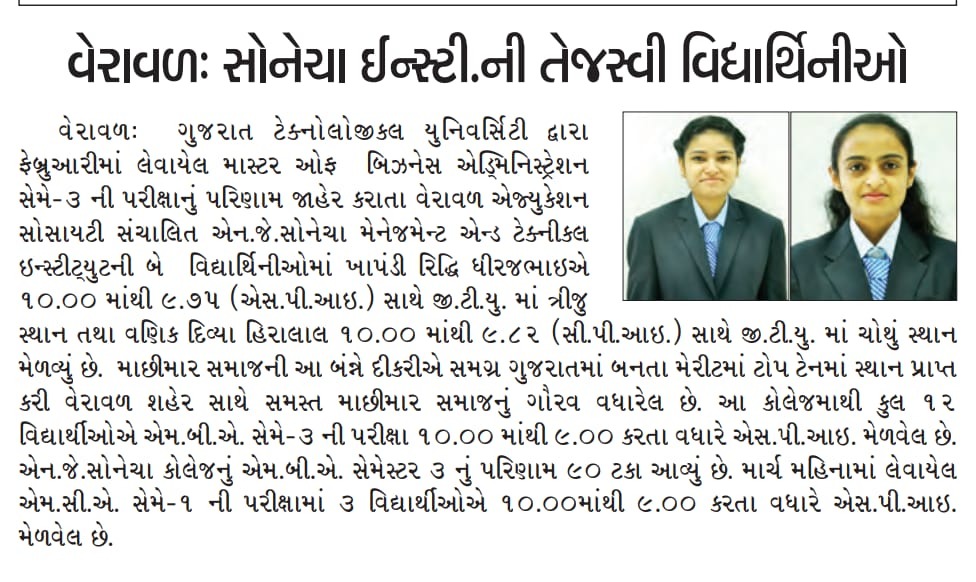 વેરાવળઃ સોનેચા ઈન્સ્ટી.ની તેજસ્વી વિદ્યાર્થિનીઓ
વેરાવળઃ ગુજરાત ટેક્નોલોજીકલ યુનિવર્સિટી દ્વારા
ફેબ્રુઆરીમાં લેવાયેલ માસ્ટર ઓફ બિઝનેસ એડ્મિનિસ્ટ્રેશન
સેમે-૩ ની પરીક્ષાનું પરિણામ જાહેર કરાતા વેરાવળ એજ્યુકેશન
સોસાયટી સંચાલિત એન.જે.સોનેચા મેનેજમેન્ટ એન્ડ ટેક્નીકલ
ઇન્સ્ટીટ્યુટની બે વિદ્યાર્થિનીઓમાં ખાપંડી રિદ્ધિ ધીરજભાઇએ
૧૦.૦૦ માંથી ૯.૭૫ (એસ.પી.આઇ.) સાથે જી.ટી.યુ. માં ત્રીજુ
સ્થાન તથા વણિક દિવ્યા હિરાલાલ ૧૦.૦૦ માંથી ૯.૮૨ (સી.પી.આઇ.) સાથે જી.ટી.યુ. માં ચોથું સ્થાન
મેળવ્યું છે. માછીમાર સમાજની આ બંન્ને દીકરીએ સમગ્ર ગુજરાતમાં બનતા મેરીટમાં ટોપ ટેનમાં સ્થાન પ્રાપ્ત
કરી વેરાવળ શહેર સાથે સમસ્ત માછીમાર સમાજનું ગૌરવ વધારેલ છે. આ કોલેજમાથી કુલ ૧૨
વિદ્યાર્થીઓએ એમ.બી.એ. સેમે-૩ ની પરીક્ષા ૧૦.૦૦ માંથી ૯.૦૦ કરતા વધારે એસ.પી.આઇ. મેળવેલ છે.
એન.જે.સોનેચા કોલેજનું એમ.બી.એ. સેમેસ્ટર ૩ નું પરિણામ ૯૦ ટકા આવ્યું છે. માર્ચ મહિનામાં લેવાયેલ
એમ.સી.એ. સેમે-૧ ની પરીક્ષામાં ૩ વિદ્યાર્થીઓએ ૧૦.૦૦માંથી ૯.૦૦ કરતા વધારે એસ.પી.આઇ.
મેળવેલ છે.